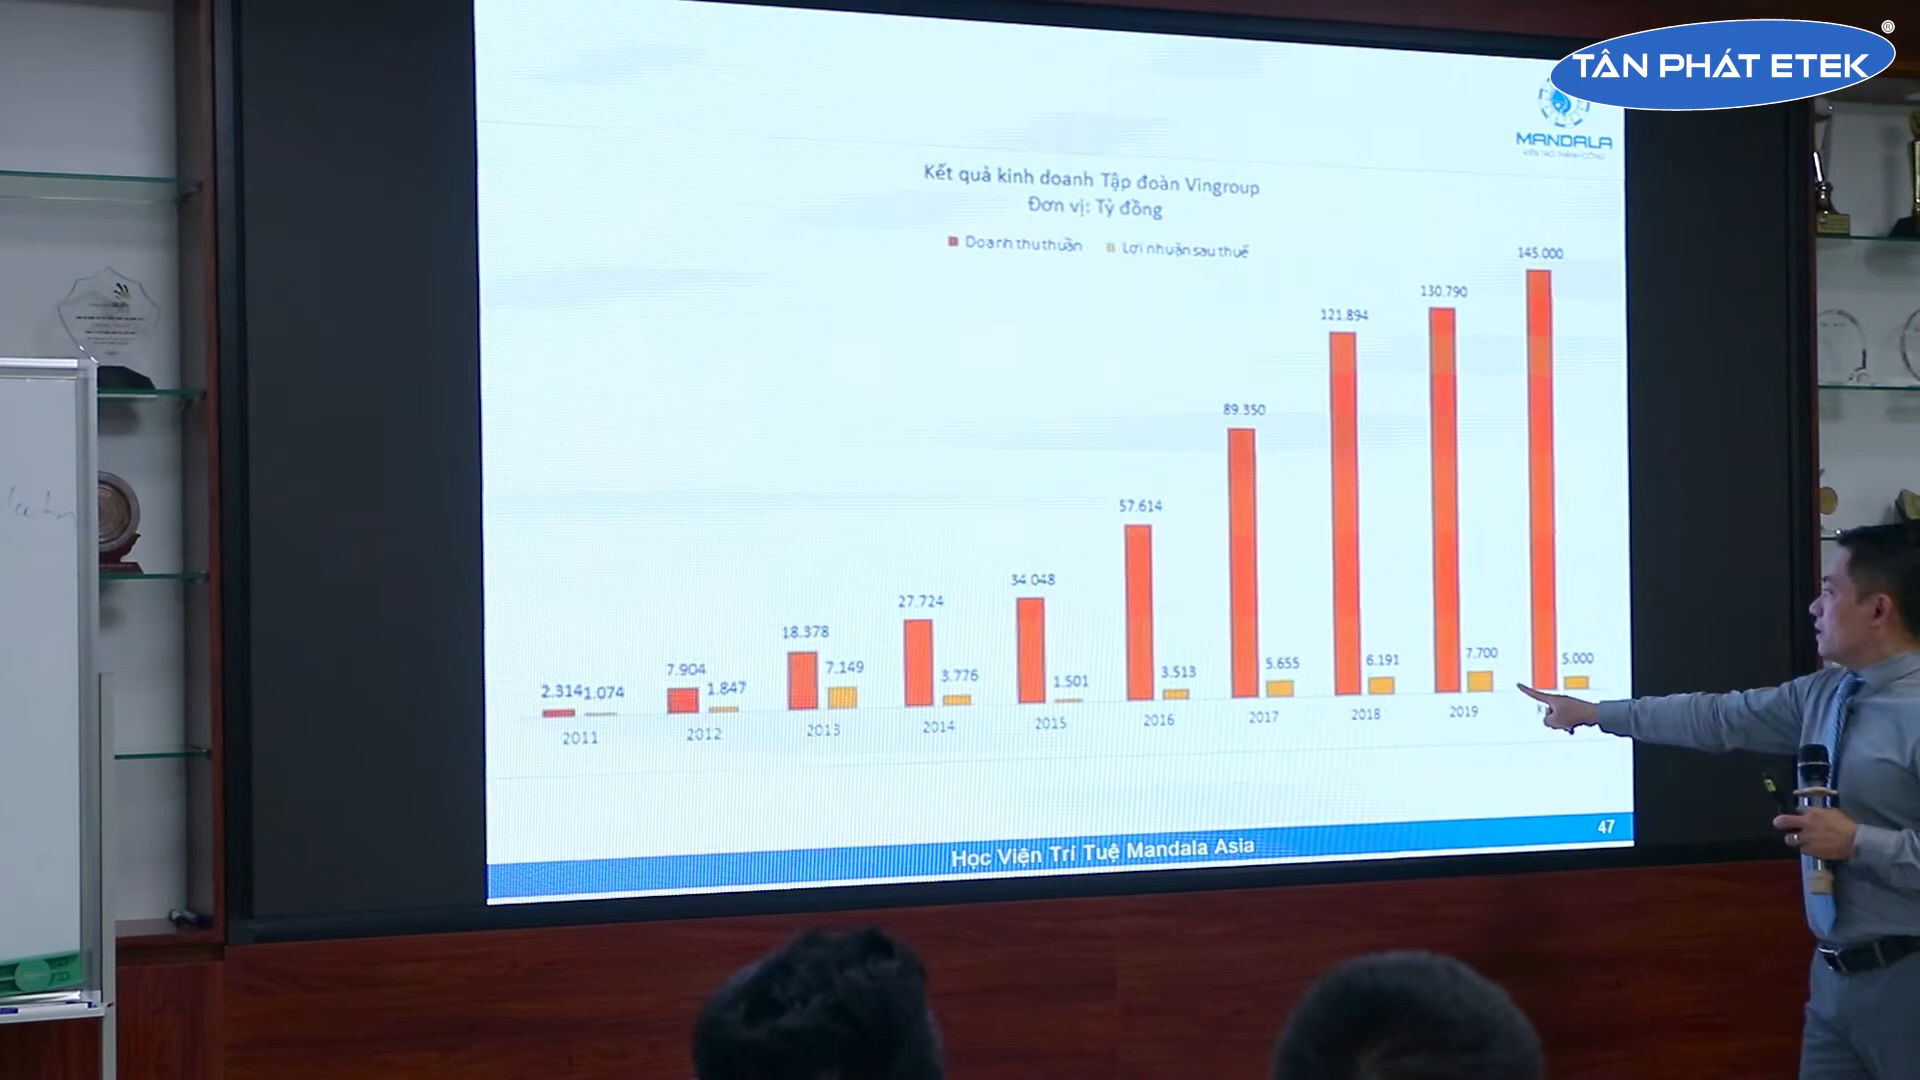 TÂN PHÁT ETEK
®
MANDALA
KIẾN TẠO THÀNH CÔNG
Kết quả kinh doanh Tập đoàn Vingroup
Đơn vị: Tỷ đồng
Doanh thu thuần Lợi nhuận sau thuế
2.314 1.074 7.904 1.847 18.378 7.149 27.724 3.776 34.048 1.501 57.614 3.513 89.350 5.655 121.894 6.191 130.790 7.700 145.000 5.000
2011 2012 2013 2014 2015 2016 2017 2018 2019
Học Viện Trí Tuệ Mandala Asia
47